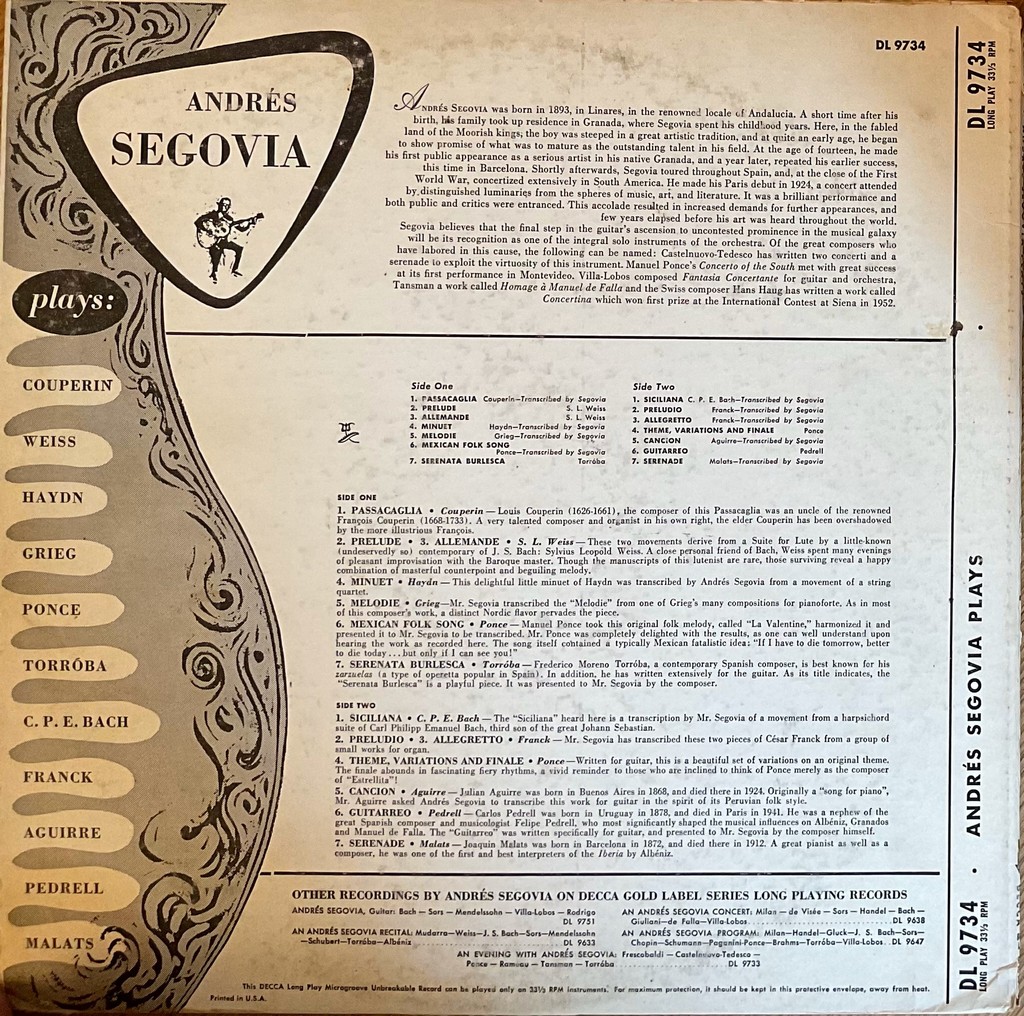 DL 9734
ANDRÉS
SEGOVIA
plays:
COUPERIN
WEISS
HAYDN
GRIEG
PONCE
TORRÓBA
C. P. E. BACH
FRANCK
AGUIRRE
PEDRELL
MALATS
ANDRÉS SEGOVIA was born in 1893, in Linares, in the renowned locale of Andalucia. A short time after his
birth, his family took up residence in Granada, where Segovia spent his childhood years. Here, in the fabled
land of the Moorish kings; the boy was steeped in a great artistic tradition, and at quite an early age, he began
to show promise of what was to mature as the outstanding talent in his field. At the age of fourteen, he made
his first public appearance as a serious artist in his native Granada, and a year later, repeated his earlier success,
this time in Barcelona. Shortly afterwards, Segovia toured throughout Spain, and, at the close of the First
World War, concertized extensively in South America. He made his Paris debut in 1924, a concert attended
by distinguished luminaries from the spheres of music, art, and literature. It was a brilliant performance and
both public and critics were entranced. This accolade resulted in increased demands for further appearances, and
few years elapsed before his art was heard throughout the world.
Segovia believes that the final step in the guitar's ascension to uncontested prominence in the musical galaxy
will be its recognition as one of the integral solo instruments of the orchestra. Of the great composers who
have labored in this cause, the following can be named: Castelnuovo-Tedesco has written two concerti and a
serenade to exploit the virtuosity of this instrument. Manuel Ponce's Concerto of the South met with great success
at its first performance in Montevideo. Villa-Lobos composed Fantasia Concertante for guitar and orchestra,
Tansman a work called Homage à Manuel de Falla and the Swiss composer Hans Haug has written a work called
Concertina which won first prize at the International Contest at Siena in 1952.
Side One
1. PASSACAGLIA Couperin—Transcribed by Segovia
2. PRELUDE S. L. Weiss
3. ALLEMANDE S. L. Weiss
4. MINUET Haydn—Transcribed by Segovia
5. MELODIE Grieg—Transcribed by Segovia
6. MEXICAN FOLK SONG
Ponce—Transcribed by Segovia
7. SERENATA BURLESCA Torróba
Side Two
1. SICILIANA C. P. E. Bach—Transcribed by Segovia
2. PRELUDIO Franck—Transcribed by Segovia
3. ALLEGRETTO Franck—Transcribed by Segovia
4. THEME, VARIATIONS AND FINALE Ponce
5. CANCION Aguirre—Transcribed by Segovia
6. GUITARREO Pedrell
7. SERENADE Malats—Transcribed by Segovia
SIDE ONE
1. PASSACAGLIA • Couperin — Louis Couperin (1626-1661), the composer of this Passacaglia was an uncle of the renowned
François Couperin (1668-1733). A very talented composer and organist in his own right, the elder Couperin has been overshadowed
by the more illustrious François.
2. PRELUDE • 3. ALLEMANDE • S. L. Weiss—These two movements derive from a Suite for Lute by a little-known
(undeservedly so) contemporary of J. S. Bach: Sylvius Leopold Weiss. A close personal friend of Bach, Weiss spent many evenings
of pleasant improvisation with the Baroque master. Though the manuscripts of this lutenist are rare, those surviving reveal a happy
combination of masterful counterpoint and beguiling melody.
4. MINUET • Haydn — This delightful little minuet of Haydn was transcribed by Andrés Segovia from a movement of a string
quartet.
5. MELODIE • Grieg—Mr. Segovia transcribed the "Melodie" from one of Grieg's many compositions for pianoforte. As in most
of this composer's work, a distinct Nordic flavor pervades the piece.
6. MEXICAN FOLK SONG • Ponce — Manuel Ponce took this original folk melody, called "La Valentine," harmonized it and
presented it to Mr. Segovia to be transcribed. Mr. Ponce was completely delighted with the results, as one can well understand upon
hearing the work as recorded here. The song itself contained a typically Mexican fatalistic idea: "If I have to die tomorrow, better
to die today . . . but only if I can see you!"
7. SERENATA BURLESCA • Torróba — Frederico Moreno Torróba, a contemporary Spanish composer, is best known for his
zarzuelas (a type of operetta popular in Spain). In addition, he has written extensively for the guitar. As its title indicates, the
"Serenata Burlesca" is a playful piece. It was presented to Mr. Segovia by the composer.
SIDE TWO
1. SICILIANA • C. P. E. Bach — The "Siciliana" heard here is a transcription by Mr. Segovia of a movement from a harpsichord
suite of Carl Philipp Emanuel Bach, third son of the great Johann Sebastian.
2. PRELUDIO • 3. ALLEGRETTO • Franck — Mr. Segovia has transcribed these two pieces of César Franck from a group of
small works for organ.
4. THEME, VARIATIONS AND FINALE • Ponce—Written for guitar, this is a beautiful set of variations on an original theme.
The finale abounds in fascinating fiery rhythms, a vivid reminder to those who are inclined to think of Ponce merely as the composer
of "Estrellita"!
5. CANCION • Aguirre — Julian Aguirre was born in Buenos Aires in 1868, and died there in 1924. Originally a "song for piano",
Mr. Aguirre asked Andrés Segovia to transcribe this work for guitar in the spirit of its Peruvian folk style.
6. GUITARREO • Pedrell — Carlos Pedrell was born in Uruguay in 1878, and died in Paris in 1941. He was a nephew of the
great Spanish composer and musicologist Felipe Pedrell, who most significantly shaped the musical influences on Albéniz, Granados
and Manuel de Falla. The "Guitarreo" was written specifically for guitar, and presented to Mr. Segovia by the composer himself.
7. SERENADE • Malats — Joaquin Malats was born in Barcelona in 1872, and died there in 1912. A great pianist as well as a
composer, he was one of the first and best interpreters of the Iberia by Albéniz.
OTHER RECORDINGS BY ANDRÉS SEGOVIA ON DECCA GOLD LABEL SERIES LONG PLAYING RECORDS
ANDRÉS SEGOVIA, Guitar: Bach — Sors — Mendelssohn — Villa-Lobos — Rodrigo
DL 9751
AN ANDRÉS SEGOVIA RECITAL: Mudarra—Weiss—J. S. Bach—Sors—Mendelssohn
—Schubert—Torróba—Albéniz DL 9633
AN ANDRÉS SEGOVIA CONCERT: Milan — de Visée — Sors — Handel — Bach —
Giuliani—de Falla—Villa-Lobos DL 9638
AN ANDRÉS SEGOVIA PROGRAM: Milan—Handel—Gluck—J. S. Bach—Sors—
Chopin—Schumann—Paganini-Ponce—Brahms—Torróba—Villa-Lobos. DL 9647
AN EVENING WITH ANDRÉS SEGOVIA: Frescobaldi — Castelnuovo-Tedesco —
Ponce — Rameau — Tansman — Torróba DL 9733
This DECCA Long Play Microgroove Unbreakable Record can be played only on 33⅓ RPM instruments. For maximum protection, it should be kept in this protective envelope, away from heat.
Printed in U.S.A.
DL 9734
LONG PLAY 33⅓ RPM
ANDRÉS SEGOVIA PLAYS
DL 9734
LONG PLAY 33⅓ RPM